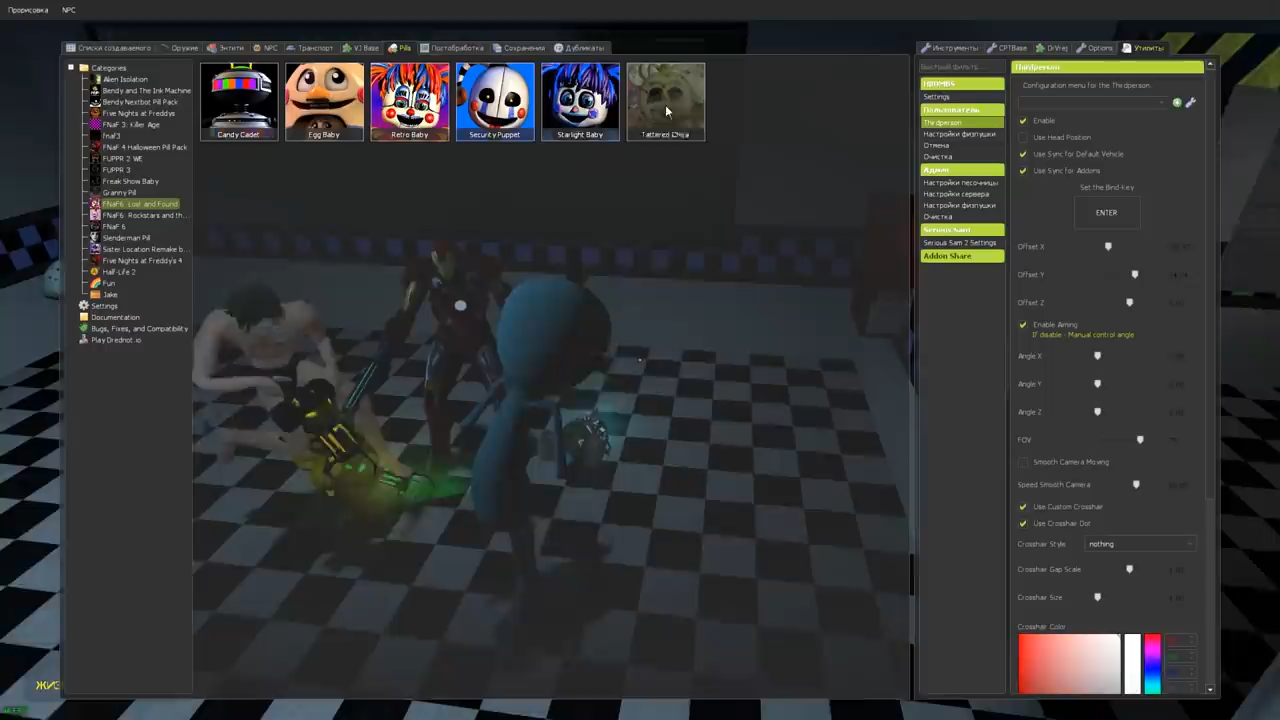 Прорисовка NPC
Списки создаваемого Оружие Энтити NPC Транспорт VJ Base Pills Постобработка Сохранения Дубликаты
Инструменты CPTBase DrVrej Options Утилиты
Categories
Alien Isolation
Bendy and The Ink Machine
Bendy Nextbot Pill Pack
Five Nights at Freddys
FNaF 3: Killer Age
fnaf3
FNAF 4 Halloween Pill Pack
FUPPR 2 WE
FUPPR 3
Freak Show Baby
Granny Pill
FNaF6: Lost and Found
FNaF6: Rockstars and th...
FNAF 6
Slenderman Pill
Sister Location Remake b...
Five Nights at Freddy's 4
Half-Life 2
Fun
Jake
Settings
Documentation
Bugs, Fixes, and Compatibility
Play Drednot.io
Candy Cadet
Egg Baby
Retro Baby
Security Puppet
Starlight Baby
Tattered Chica
Быстрый фильтр...
Settings
Пользователь
Thirdperson
Настройки физпушки
Отмена
Очистка
Админ
Настройки песочницы
Настройки сервера
Настройки физпушки
Очистка
Serious Sam
Serious Sam 2 Settings
Addon Share
Thirdperson
Configuration menu for the Thirdperson.
Enable
Use Head Position
Use Sync for Default Vehicle
Use Sync for Addons
Set the Bind-Key
ENTER
Offset X
Offset Y
Offset Z
Enable Aiming
If disable - Manual control angle
Angle X
Angle Y
Angle Z
FOV
Smooth Camera Moving
Speed Smooth Camera
Use Custom Crosshair
Use Crosshair Dot
Crosshair Style nothing
Crosshair Gap Scale
Crosshair Size
Crosshair Color